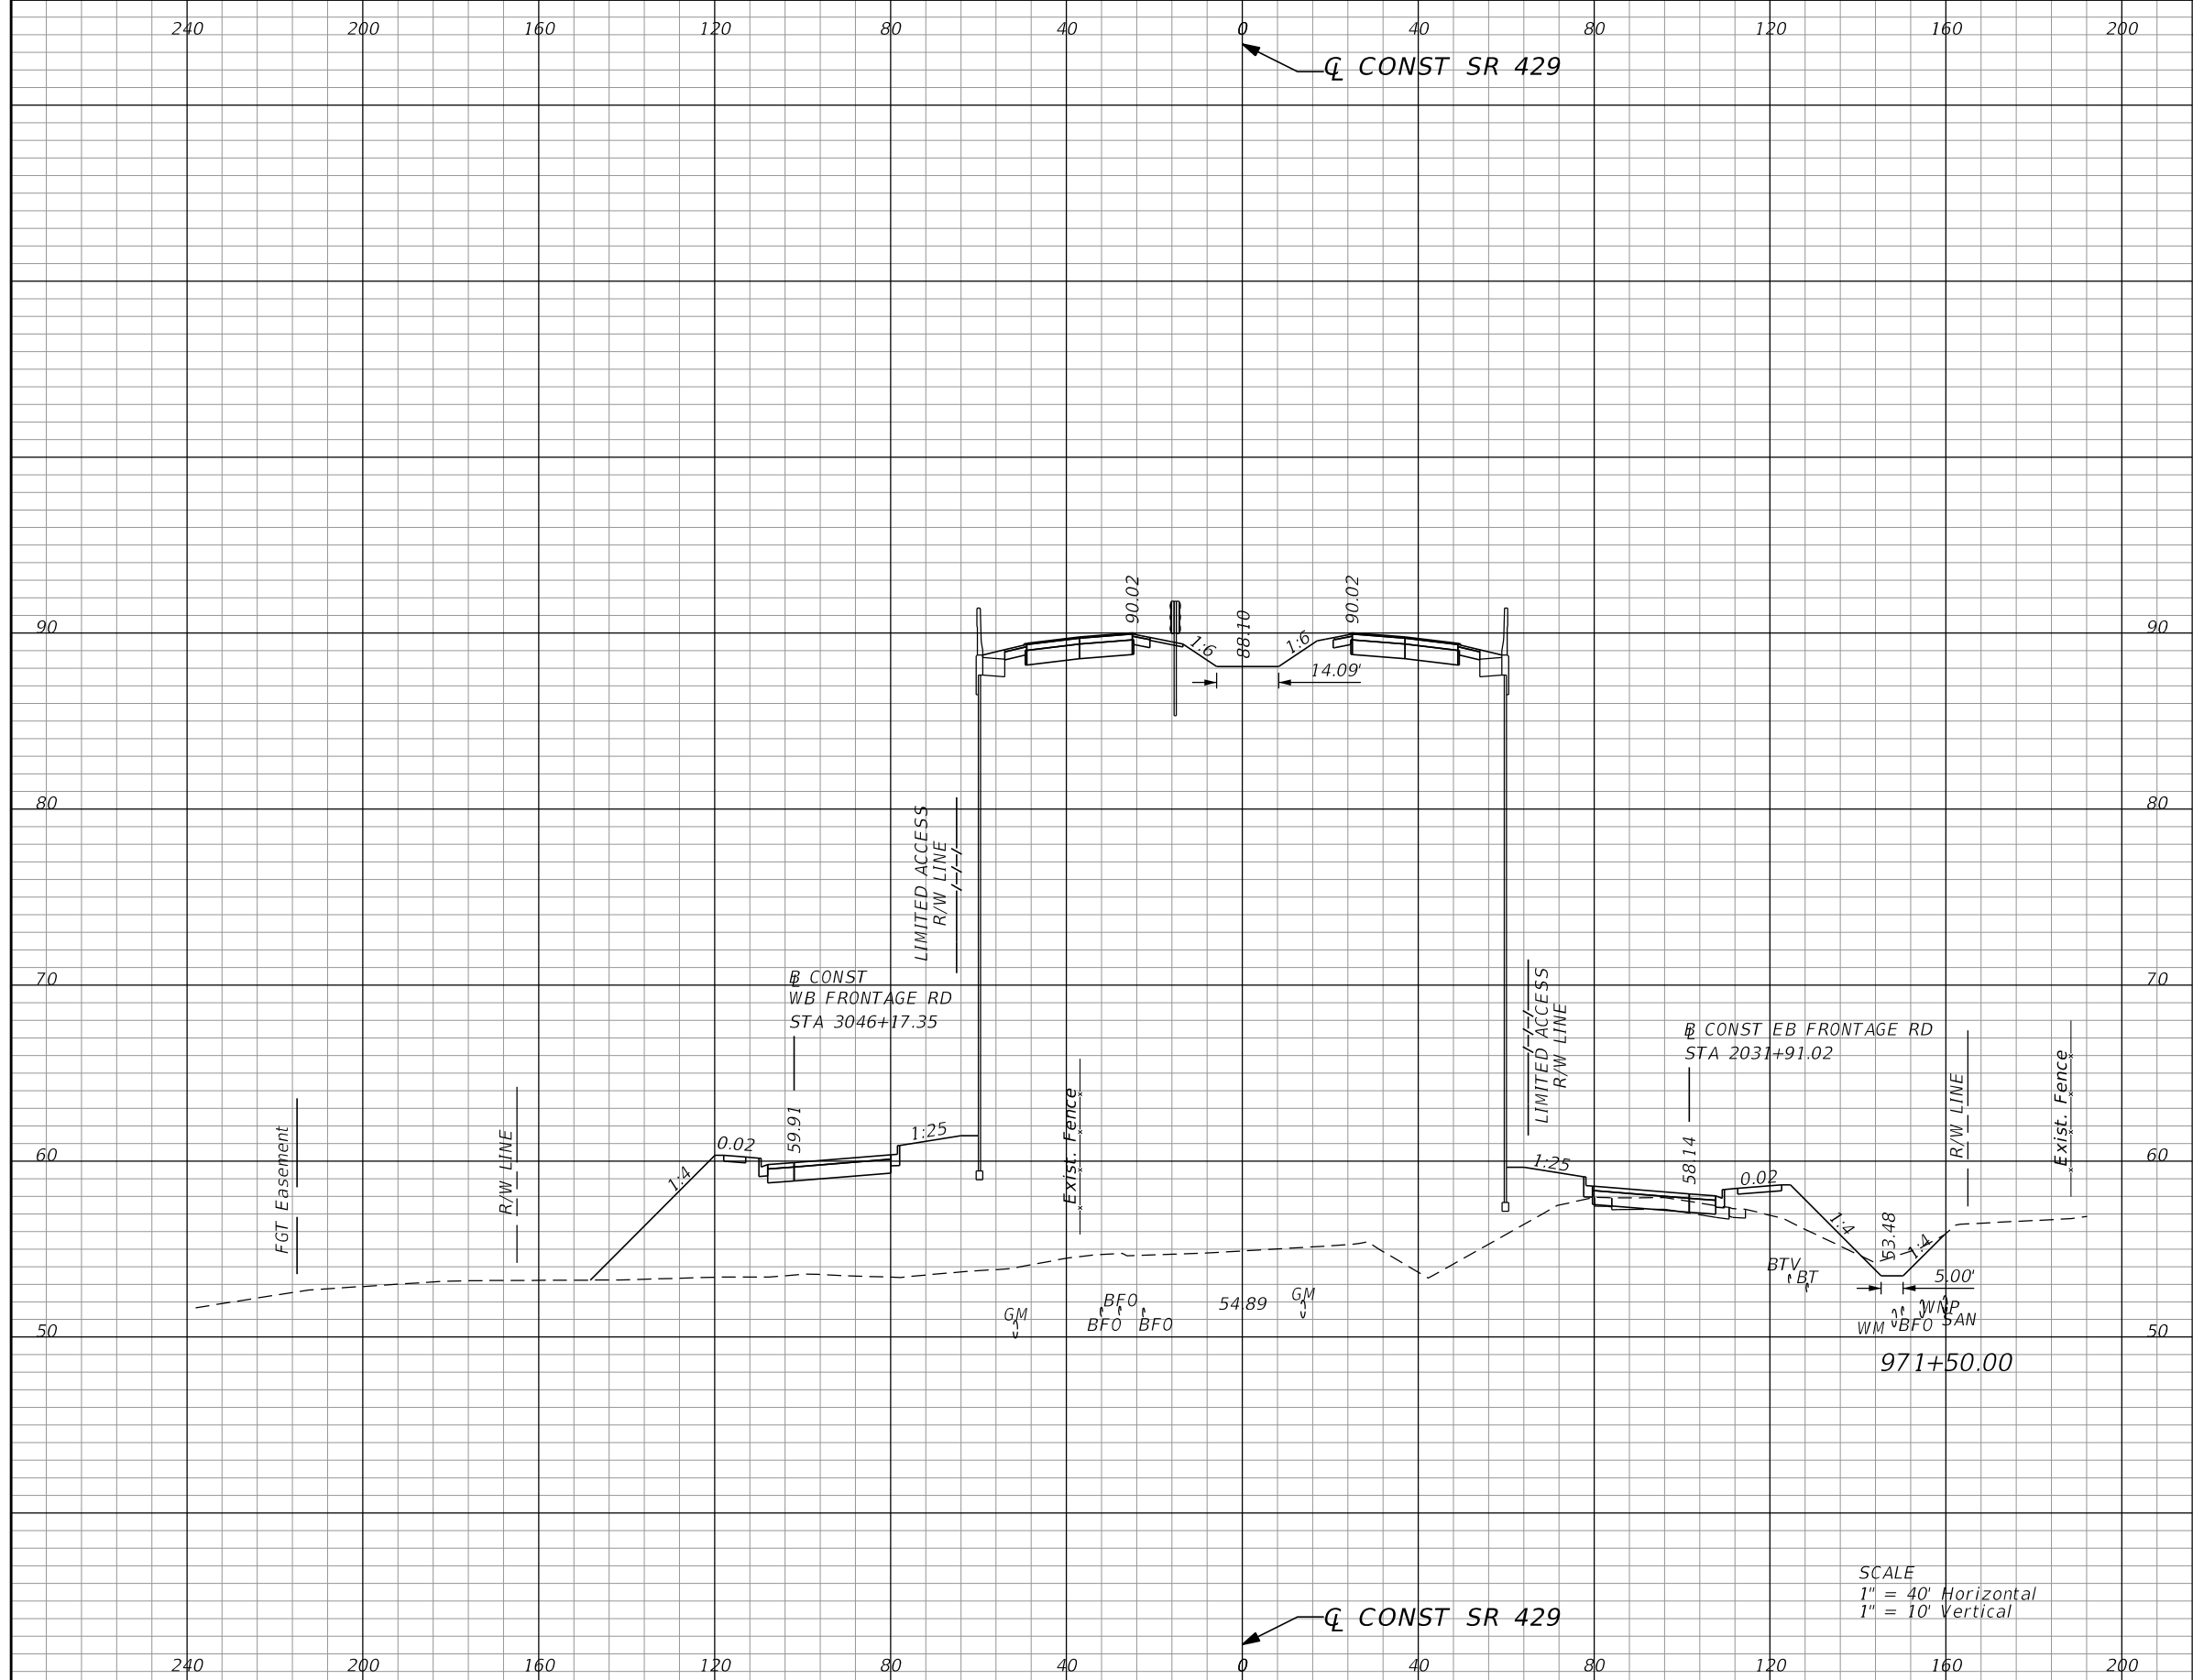 240 200 160 120 80 40 0 40 80 120 160 200
℄ CONST SR 429
90.02
90.02
88.10
90
90
1:6
1:6
14.09'
80
80
LIMITED ACCESS
R/W LINE
70
70
℄ CONST
WB FRONTAGE RD
STA 3046+17.35
LIMITED ACCESS
R/W LINE
℄ CONST EB FRONTAGE RD
STA 2031+91.02
FGT Easement
R/W LINE
1:4
0.02
59.91
1:25
Exist. Fence
1:25
58.14
0.02
1:4
53.48
1:4
R/W LINE
Exist. Fence
60
60
BTV
BT
5.00'
GM
BFO
BFO
BFO
54.89
GM
WM
BFO
WNP
SAN
50
50
971+50.00
SCALE
1" = 40' Horizontal
1" = 10' Vertical
℄ CONST SR 429
240 200 160 120 80 40 0 40 80 120 160 200